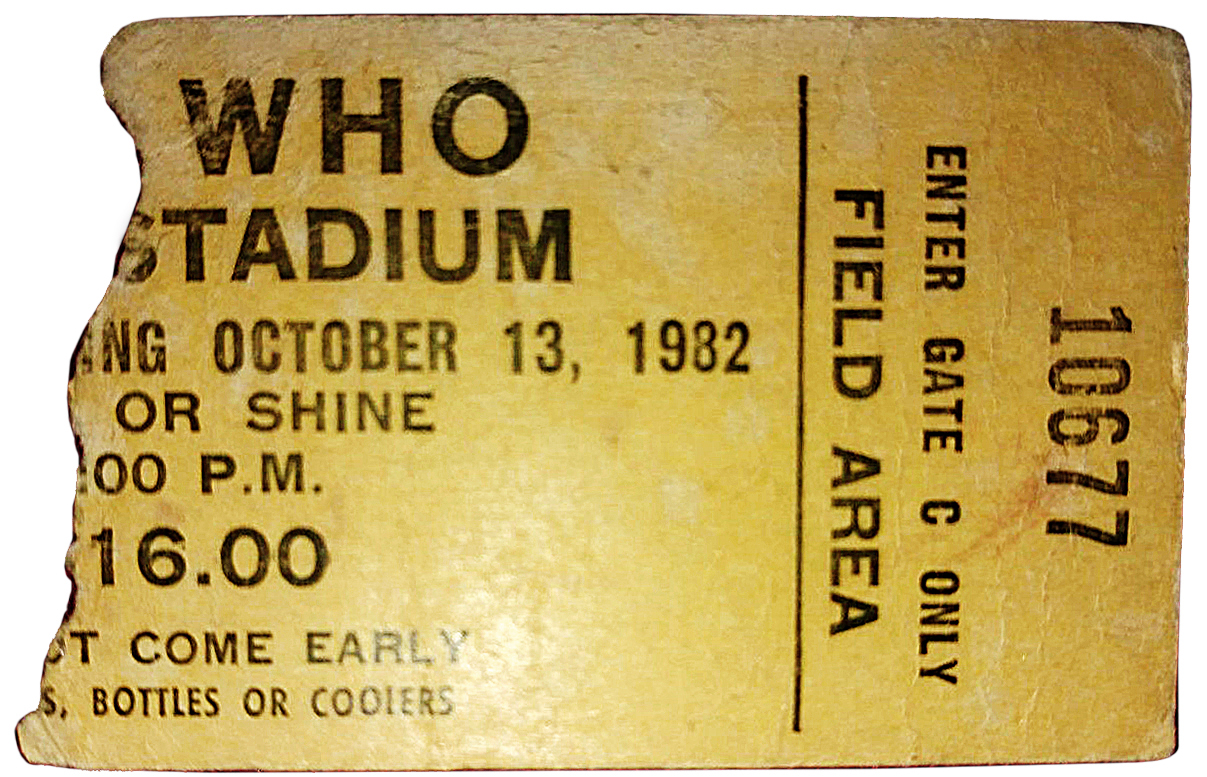 WHO
STADIUM
ING OCTOBER 13, 1982
OR SHINE
:00 P.M.
16.00
OT COME EARLY
S, BOTTLES OR COOLERS
FIELD AREA
ENTER GATE C ONLY
10677